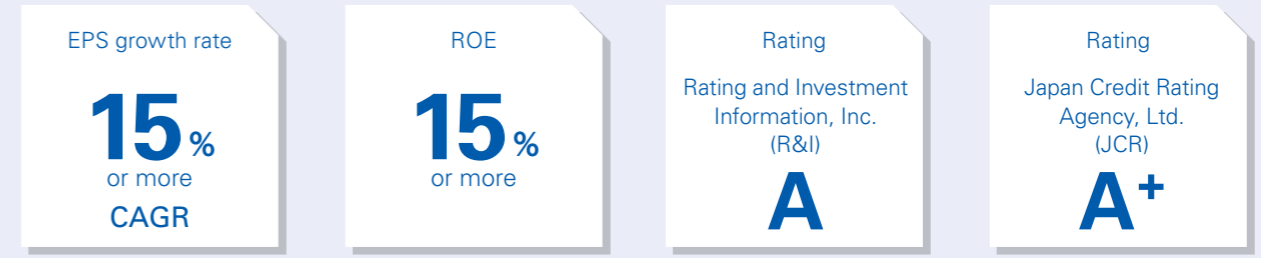 EPS growth rate
15%
or more
CAGR
ROE
15%
or more
Rating
Rating and Investment
Information, Inc.
(R&I)
A
Rating
Japan Credit Rating
Agency, Ltd.
(JCR)
A+